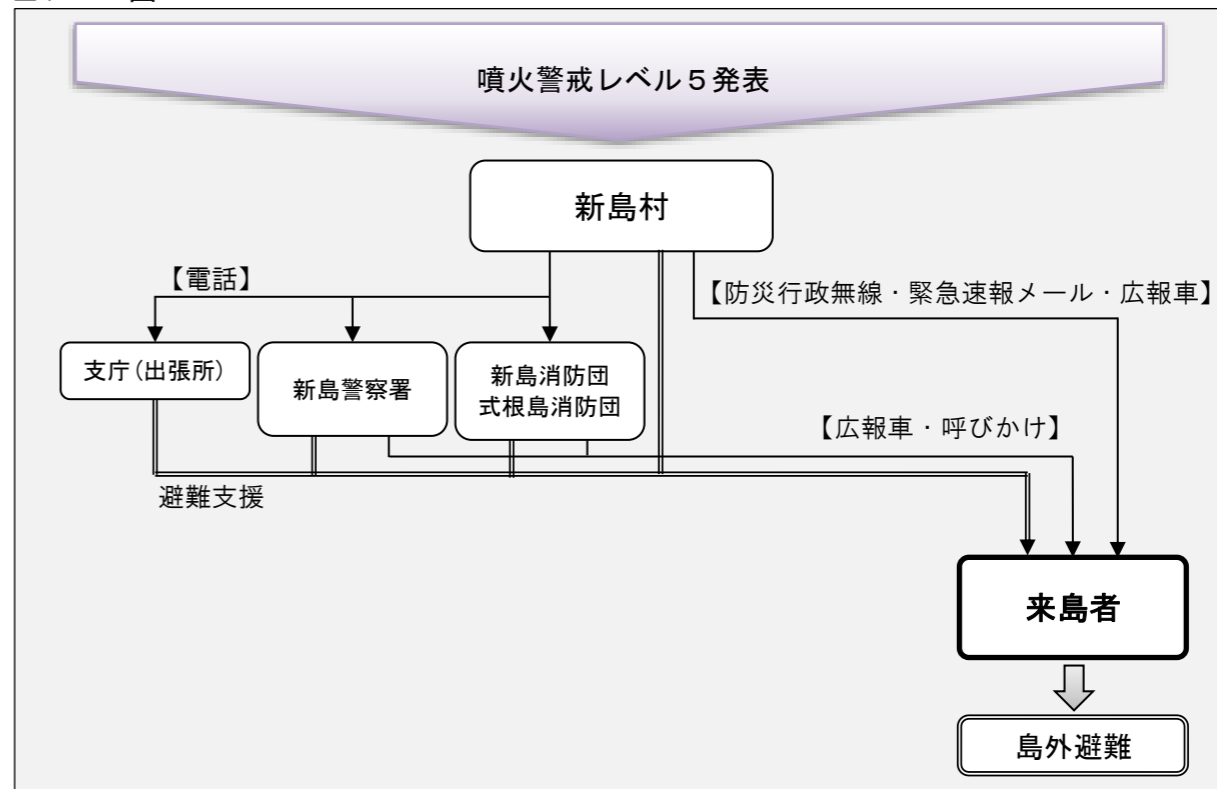 噴火警戒レベル５発表
新島村
【電話】
【防災行政無線・緊急速報メール・広報車】
支庁(出張所)
新島警察署
新島消防団
式根島消防団
【広報車・呼びかけ】
避難支援
来島者
島外避難